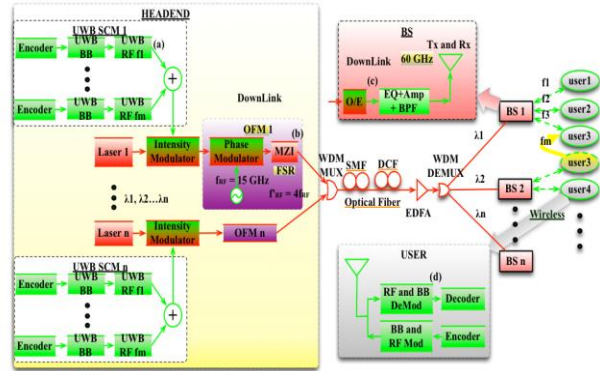 HEADEND
UWB SCM 1
Encoder
UWB
BB
UWB
RF f1
(a)
Encoder
UWB
BB
UWB
RF fm
+
DownLink
OFM 1
(b)
Laser 1
Intensity
Modulator
Phase
Modulator
MZI
FSR
fRF = 15 GHz
f'RF = 4fRF
λ1, λ2...λn
Laser n
Intensity
Modulator
OFM n
UWB SCM n
Encoder
UWB
BB
UWB
RF f1
Encoder
UWB
BB
UWB
RF fm
+
WDM
MUX
SMF
DCF
Optical Fiber
EDFA
WDM
DEMUX
λ1
λ2
λn
BS
DownLink
60 GHz
Tx and Rx
(c)
O/E
EQ+Amp
+ BPF
BS 1
BS 2
BS n
f1
f2
f3
fm
user1
user2
user3
user3
user4
Wireless
USER
(d)
RF and BB
DeMod
Decoder
BB and
RF Mod
Encoder